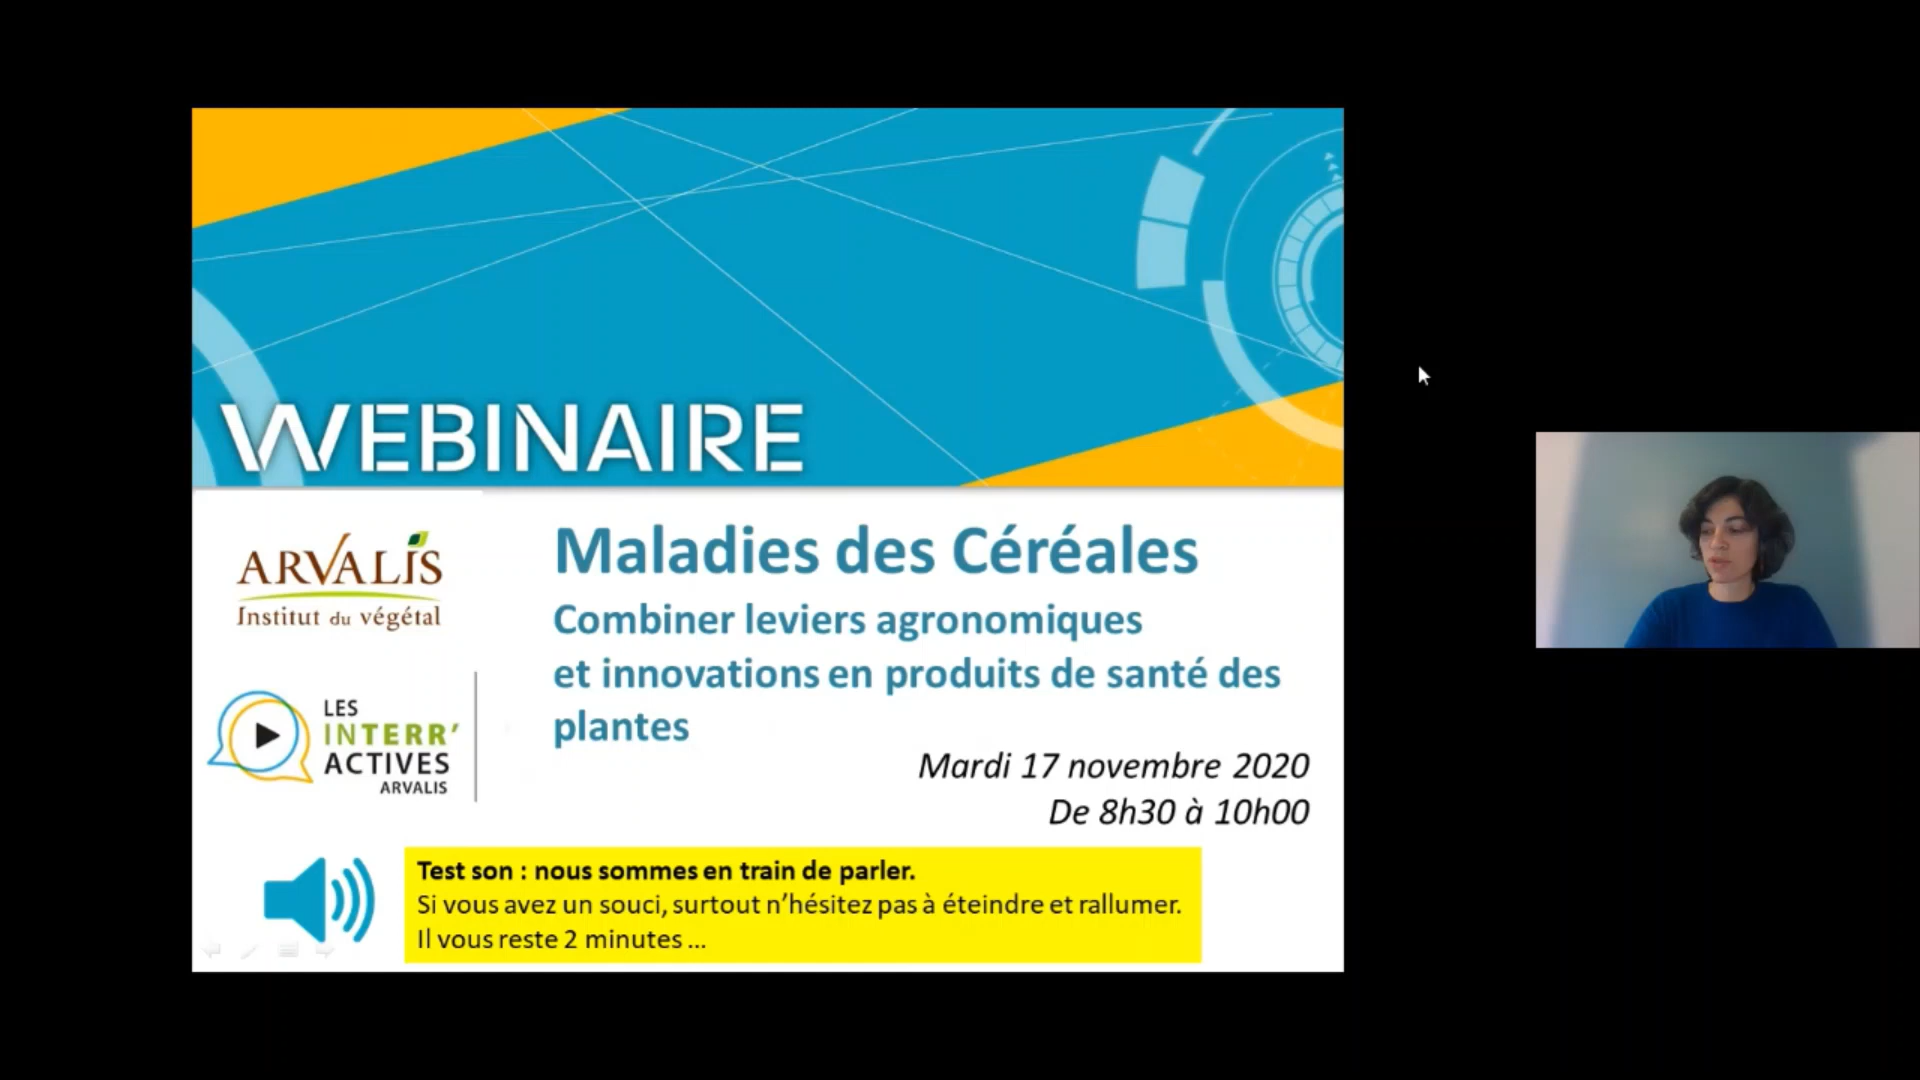 WEBINAIRE
ARVALIS
Institut du végétal
Maladies des Céréales
Combiner leviers agronomiques
et innovations en produits de santé des
plantes
LES
INTERR'
ACTIVES
ARVALIS
Mardi 17 novembre 2020
De 8h30 à 10h00
Test son : nous sommes en train de parler.
Si vous avez un souci, surtout n’hésitez pas à éteindre et rallumer.
Il vous reste 2 minutes ...